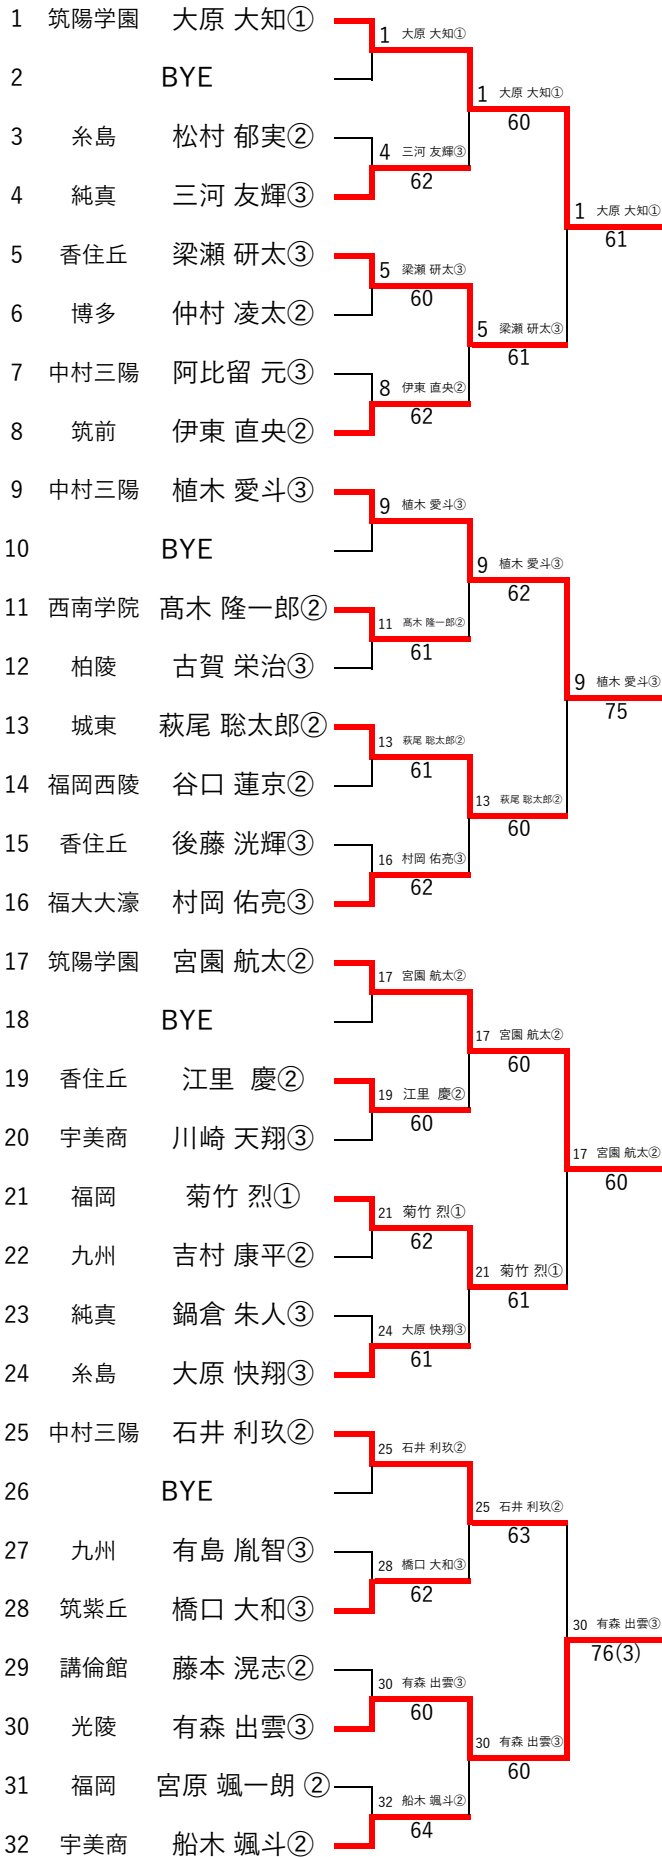 1 筑陽学園 大原 大知①
1 大原 大知①
2 BYE
1 大原 大知①
60
3 糸島 松村 郁実②
4 三河 友輝③
62
4 純真 三河 友輝③
1 大原 大知①
61
5 香住丘 梁瀬 研太③
5 梁瀬 研太③
60
6 博多 仲村 凌太②
5 梁瀬 研太③
61
7 中村三陽 阿比留 元③
8 伊東 直央②
62
8 筑前 伊東 直央②
9 中村三陽 植木 愛斗③
9 植木 愛斗③
10 BYE
9 植木 愛斗③
62
11 西南学院 髙木 隆一郎②
11 髙木 隆一郎②
61
12 柏陵 古賀 栄治③
9 植木 愛斗③
75
13 城東 萩尾 聡太郎②
13 萩尾 聡太郎②
61
14 福岡西陵 谷口 蓮京②
13 萩尾 聡太郎②
60
15 香住丘 後藤 洸輝③
16 村岡 佑亮③
62
16 福大大濠 村岡 佑亮③
17 筑陽学園 宮園 航太②
17 宮園 航太②
18 BYE
17 宮園 航太②
60
19 香住丘 江里 慶②
19 江里 慶②
60
20 宇美商 川崎 天翔③
17 宮園 航太②
60
21 福岡 菊竹 烈①
21 菊竹 烈①
62
22 九州 吉村 康平②
21 菊竹 烈①
61
23 純真 鍋倉 朱人③
24 大原 快翔③
61
24 糸島 大原 快翔③
25 中村三陽 石井 利玖②
25 石井 利玖②
26 BYE
25 石井 利玖②
63
27 九州 有島 胤智③
28 橋口 大和③
62
28 筑紫丘 橋口 大和③
30 有森 出雲③
76(3)
29 講倫館 藤本 滉志②
30 有森 出雲③
60
30 光陵 有森 出雲③
30 有森 出雲③
60
31 福岡 宮原 颯一朗 ②
32 船木 颯斗②
64
32 宇美商 船木 颯斗②